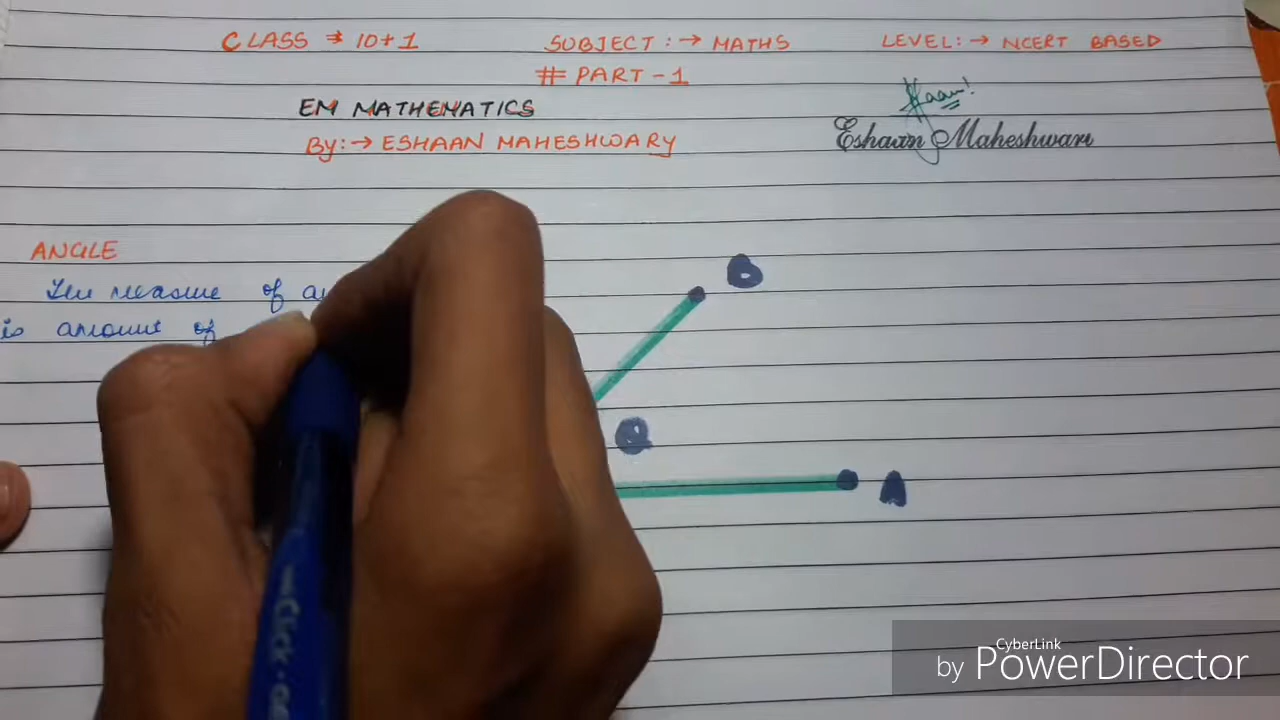 CLASS → 10+1 SUBJECT :→ MATHS LEVEL:→ NCERT BASED
# PART-1
EM MATHEMATICS
By:→ ESHAAN MAHESHWARY
Eshaan Maheshwari
ANGLE
The measure of an
is amount of
B
θ
A
CyberLink
by PowerDirector